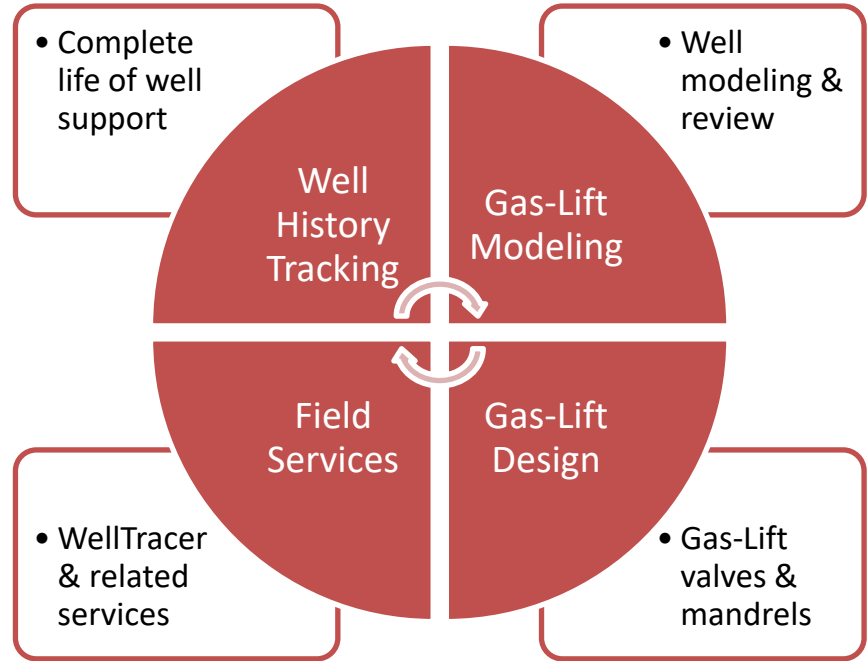 • Complete
life of well
support
• Well
modeling &
review
Well
History
Tracking
Gas-Lift
Modeling
Field
Services
Gas-Lift
Design
• WellTracer
& related
services
• Gas-Lift
valves &
mandrels